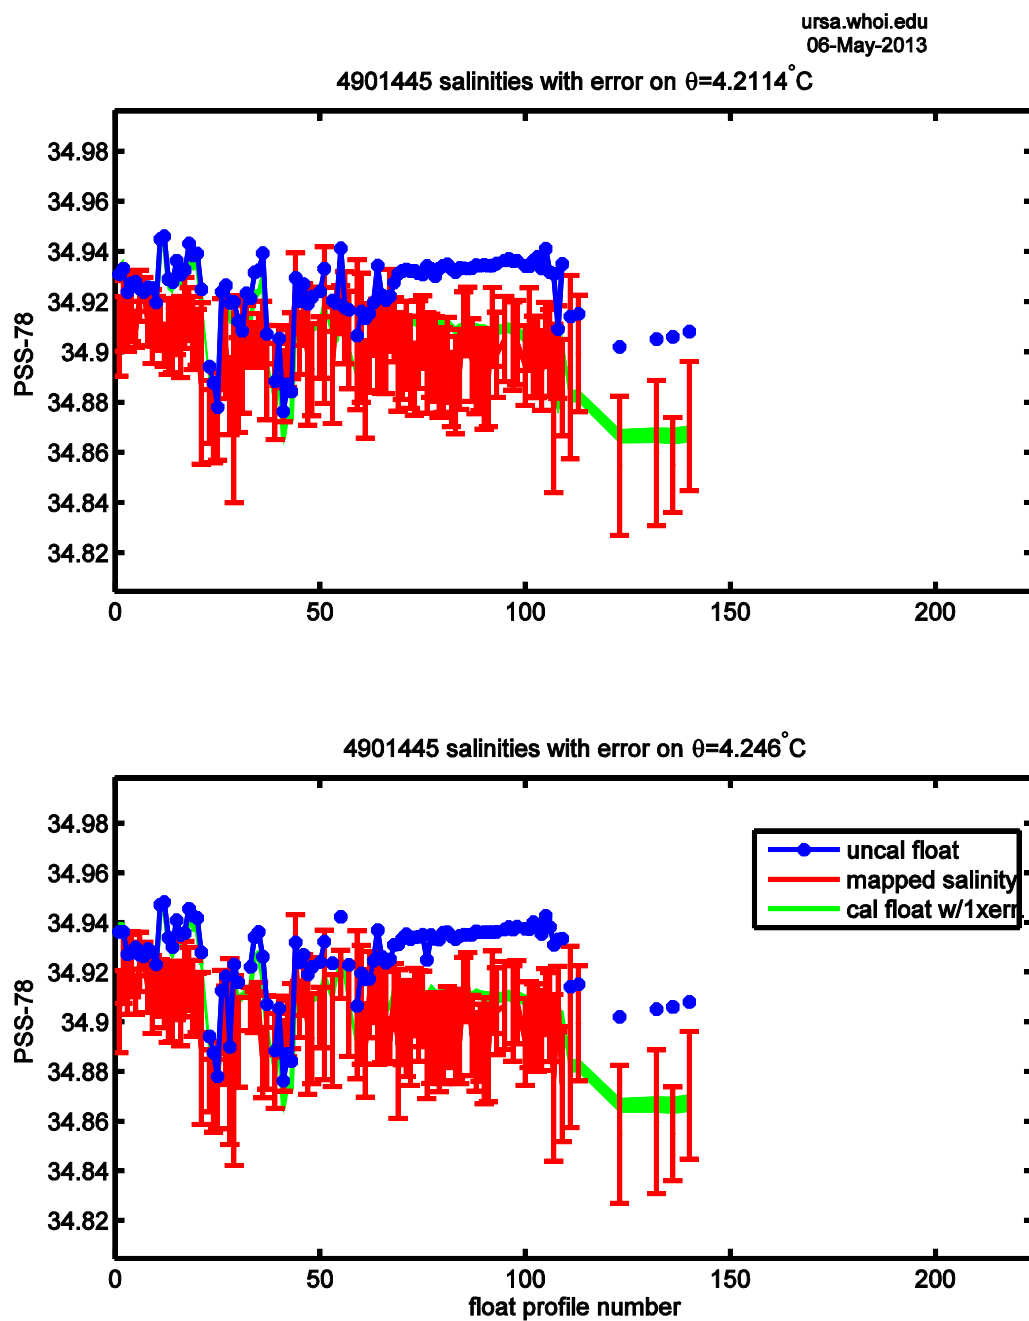 ursa.whoi.edu
06-May-2013
4901445 salinities with error on θ=4.2114°C
34.98
34.96
34.94
34.92
34.9
34.88
34.86
34.84
34.82
PSS-78
0 50 100 150 200
4901445 salinities with error on θ=4.246°C
34.98
34.96
34.94
34.92
34.9
34.88
34.86
34.84
34.82
PSS-78
uncal float
mapped salinity
cal float w/1xerr.
0 50 100 150 200
float profile number